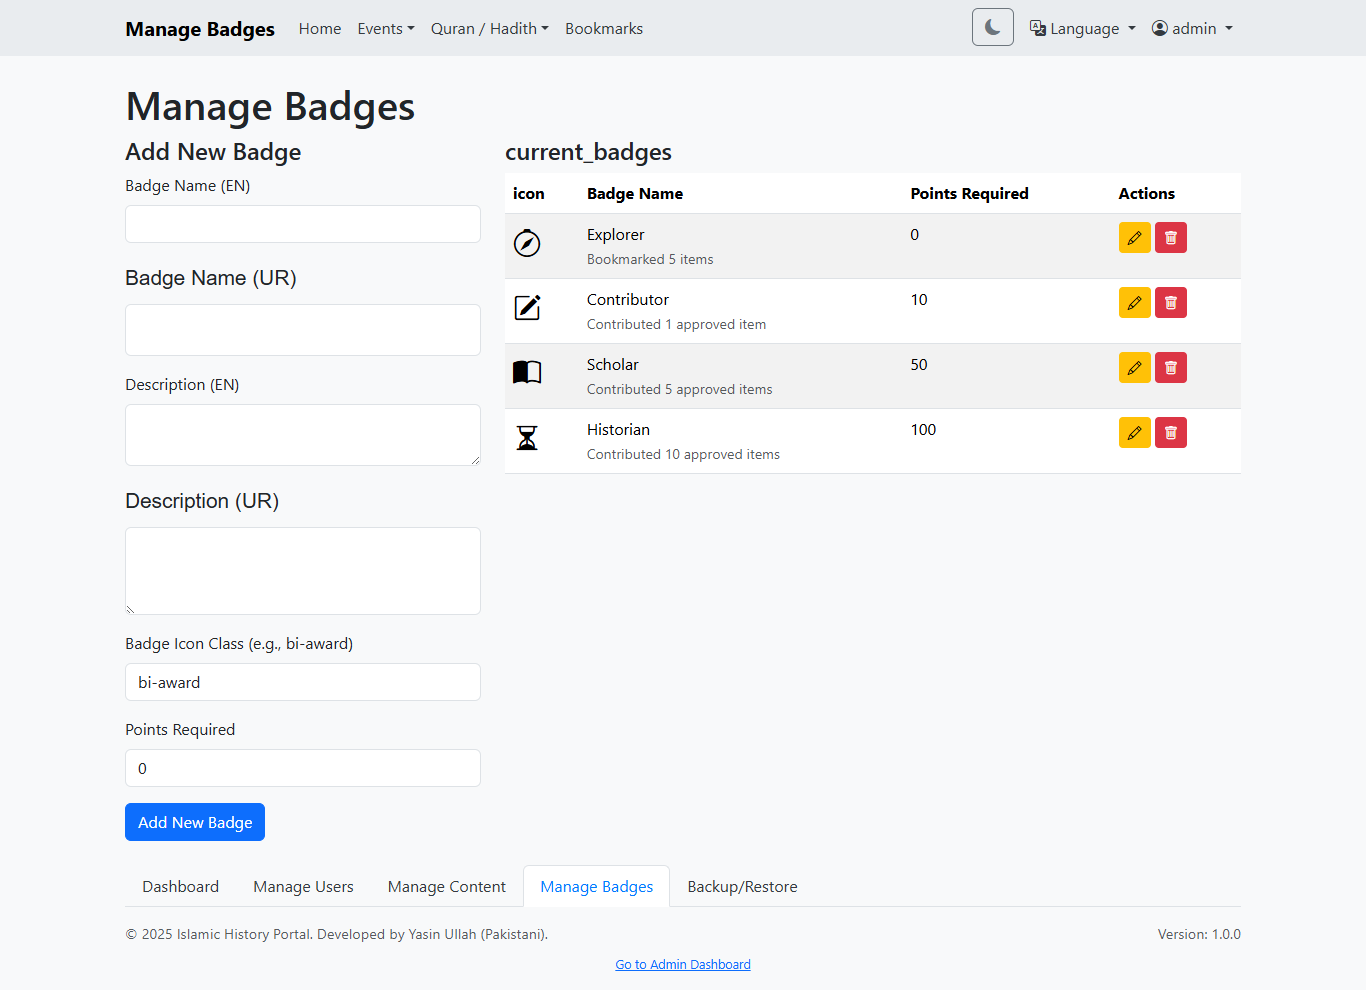 Manage Badges Home Events Quran / Hadith Bookmarks Language admin
Manage Badges
Add New Badge
Badge Name (EN)
Badge Name (UR)
Description (EN)
Description (UR)
Badge Icon Class (e.g., bi-award)
bi-award
Points Required
0
Add New Badge
current_badges
icon Badge Name Points Required Actions
Explorer 0
Bookmarked 5 items
Contributor 10
Contributed 1 approved item
Scholar 50
Contributed 5 approved items
Historian 100
Contributed 10 approved items
Dashboard Manage Users Manage Content Manage Badges Backup/Restore
© 2025 Islamic History Portal. Developed by Yasin Ullah (Pakistani). Version: 1.0.0
Go to Admin Dashboard